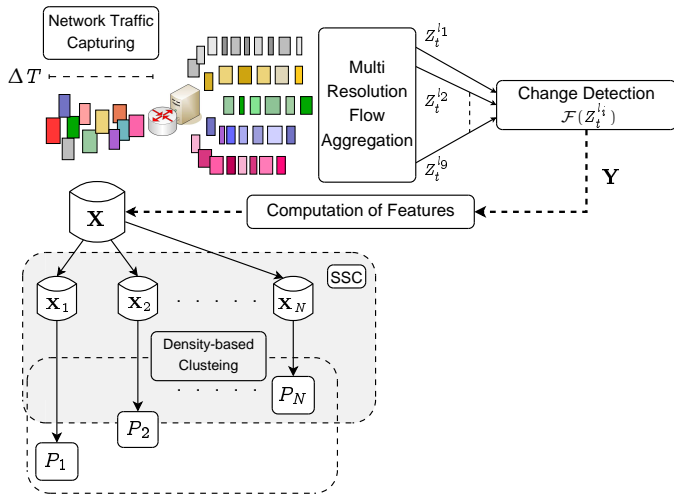 Network Traffic
Capturing
ΔT
Multi
Resolution
Flow
Aggregation
Z_t^{l_1}
Z_t^{l_2}
Z_t^{l_9}
Change Detection
F(Z_t^{l_i})
Y
Computation of Features
X
SSC
X_1
X_2
. . . . . .
X_N
Density-based
Clusteing
. . . . . .
P_N
P_2
P_1